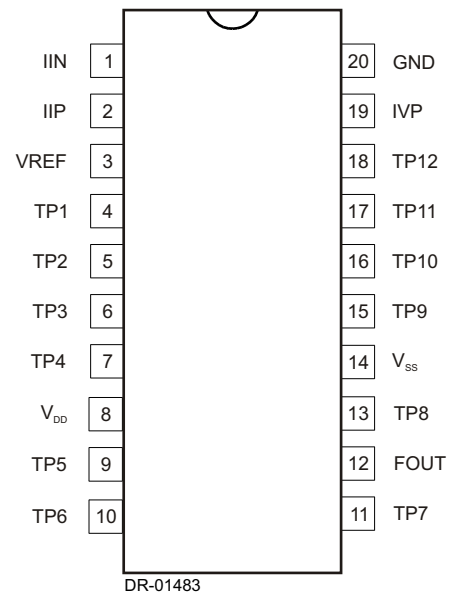 IIN 1 20 GND
IIP 2 19 IVP
VREF 3 18 TP12
TP1 4 17 TP11
TP2 5 16 TP10
TP3 6 15 TP9
TP4 7 14 VSS
VDD 8 13 TP8
TP5 9 12 FOUT
TP6 10 11 TP7
DR-01483